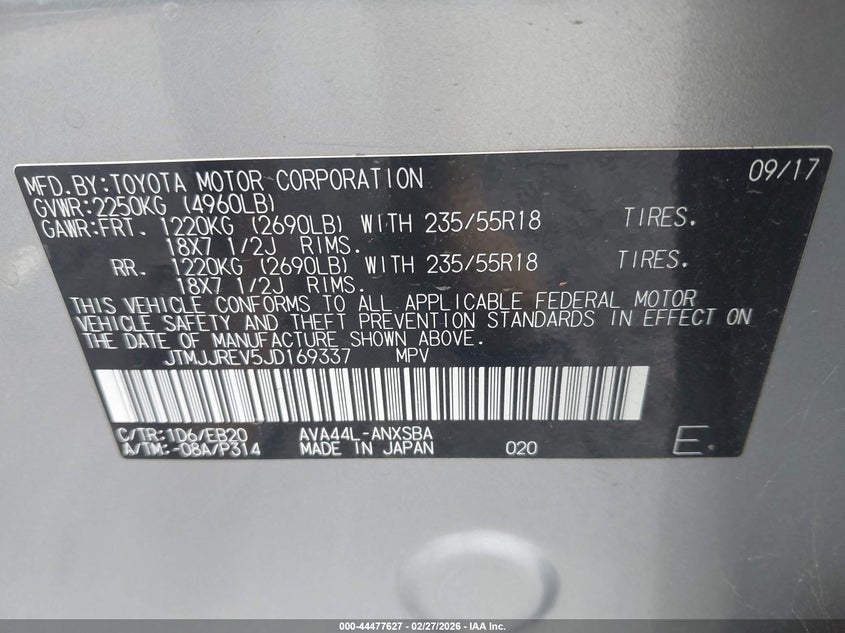 MFD.BY:TOYOTA MOTOR CORPORATION 09/17
GVWR:2250KG (4960LB)
GAWR:FRT. 1220KG (2690LB) WITH 235/55R18 TIRES.
18X7 1/2J RIMS.
RR. 1220KG (2690LB) WITH 235/55R18 TIRES.
18X7 1/2J RIMS.
THIS VEHICLE CONFORMS TO ALL APPLICABLE FEDERAL MOTOR
VEHICLE SAFETY AND THEFT PREVENTION STANDARDS IN EFFECT ON
THE DATE OF MANUFACTURE SHOWN ABOVE.
JTMJJREV5JD169337 MPV
C/TR:1D6/EB20 AVA44L-ANXSBA
A/TM:-08A/P314 MADE IN JAPAN 020 E.
000-44477627 - 02/27/2026 - IAA Inc.